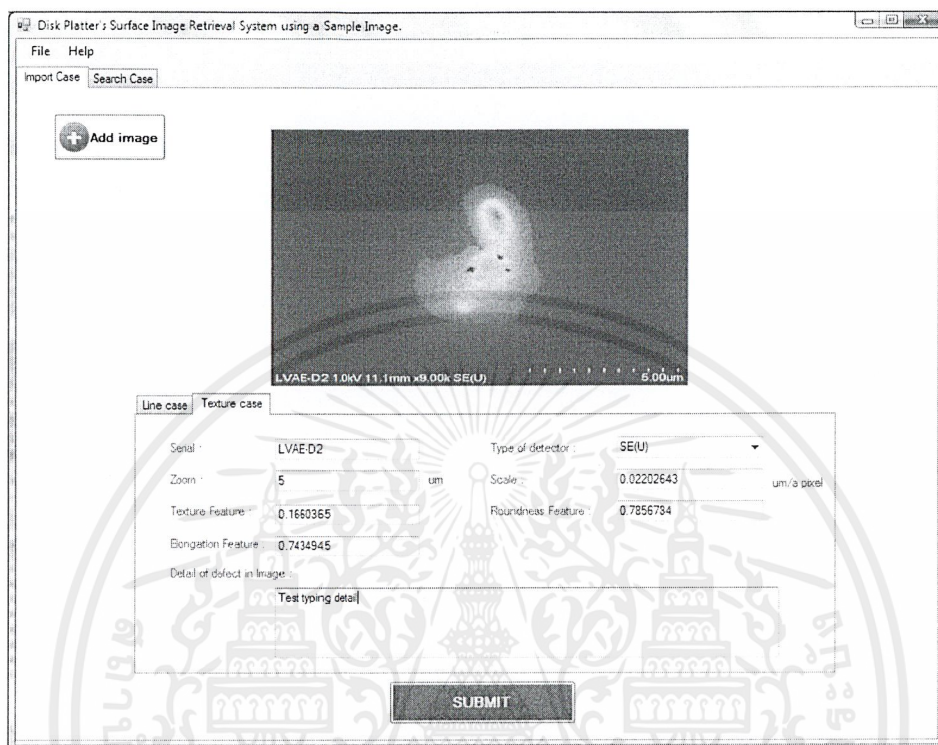 Disk Platter's Surface Image Retrieval System using a Sample Image.
File Help
Import Case Search Case
Add image
LVAE-D2 1.0kV 11.1mm x9.00k SE(U) 5.00um
Line case Texture case
Serial : LVAE-D2 Type of detector : SE(U)
Zoom : 5 um Scale : 0.02202643 um/a pixel
Texture Feature : 0.1660365 Roundness Feature : 0.7856734
Elongation Feature : 0.7434945
Detail of defect in Image :
Test typing detail
SUBMIT